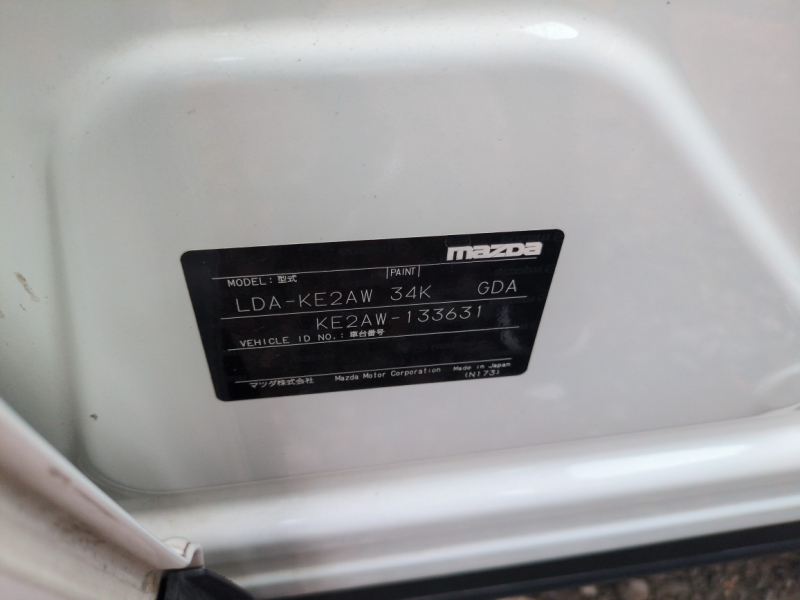 mazda
MODEL: 型式 PAINT
LDA-KE2AW 34K GDA
KE2AW-133631
VEHICLE ID NO.: 車台番号
マツダ株式会社 Mazda Motor Corporation Made in Japan
(N173)